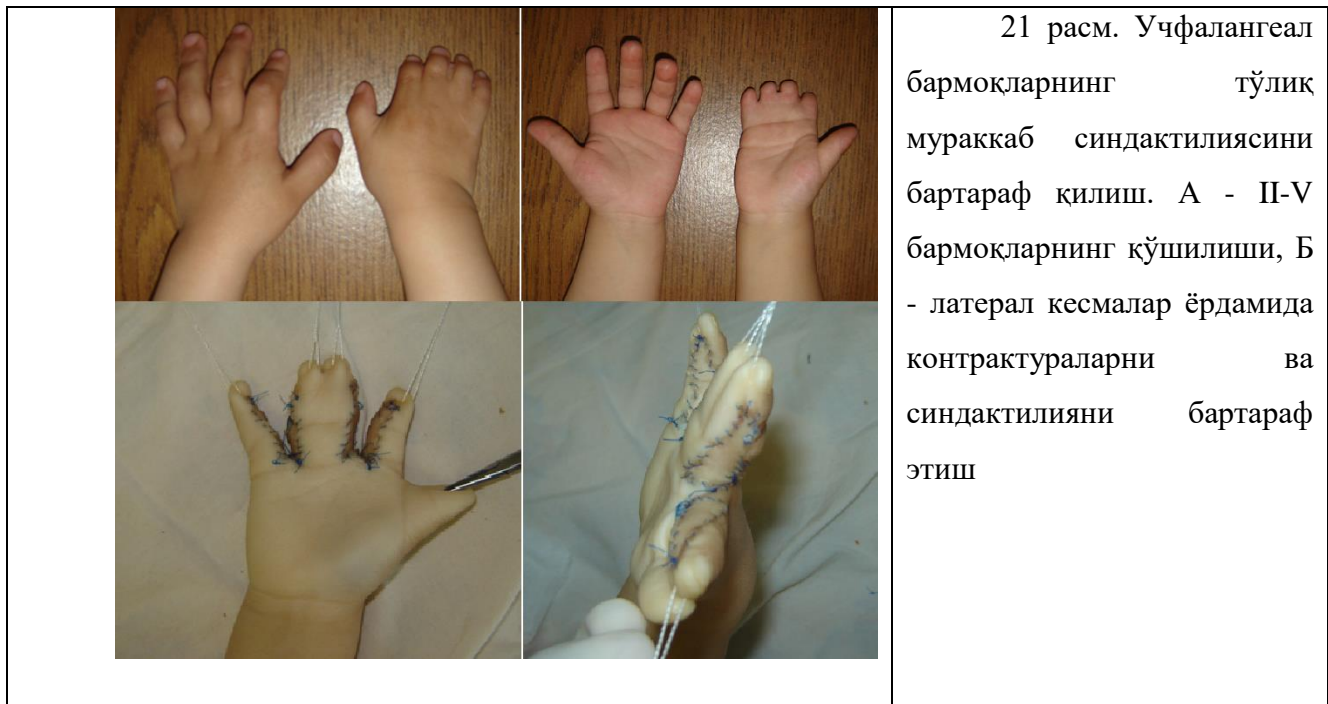 21 расм. Учфалангеал
бармоқларнинг тўлиқ
мураккаб синдактилиясини
бартараф қилиш. А - II-V
бармоқларнинг қўшилиши, Б
- латерал кесмалар ёрдамида
контрактураларни ва
синдактилияни бартараф
этиш